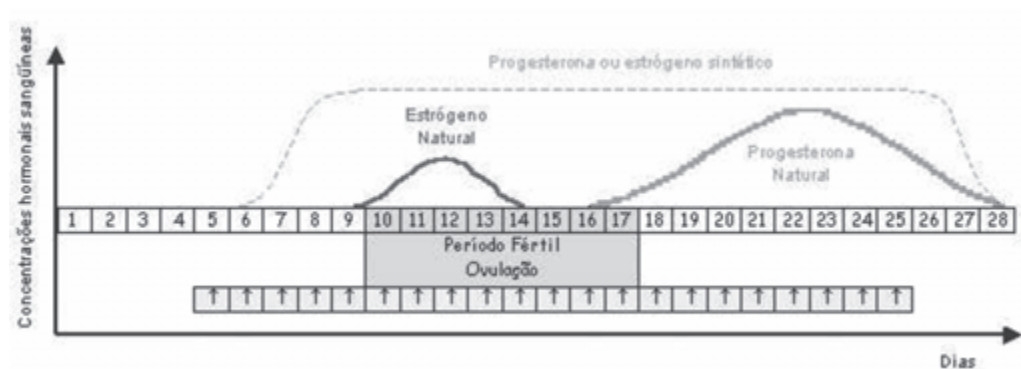 Concentrações hormonais sangüíneas
Progesterona ou estrógeno sintético
Estrógeno
Natural
Progesterona
Natural
1 2 3 4 5 6 7 8 9 10 11 12 13 14 15 16 17 18 19 20 21 22 23 24 25 26 27 28
Período Fértil
Ovulação
↑ ↑ ↑ ↑ ↑ ↑ ↑ ↑ ↑ ↑ ↑ ↑ ↑ ↑ ↑ ↑ ↑ ↑ ↑ ↑ ↑
Dias